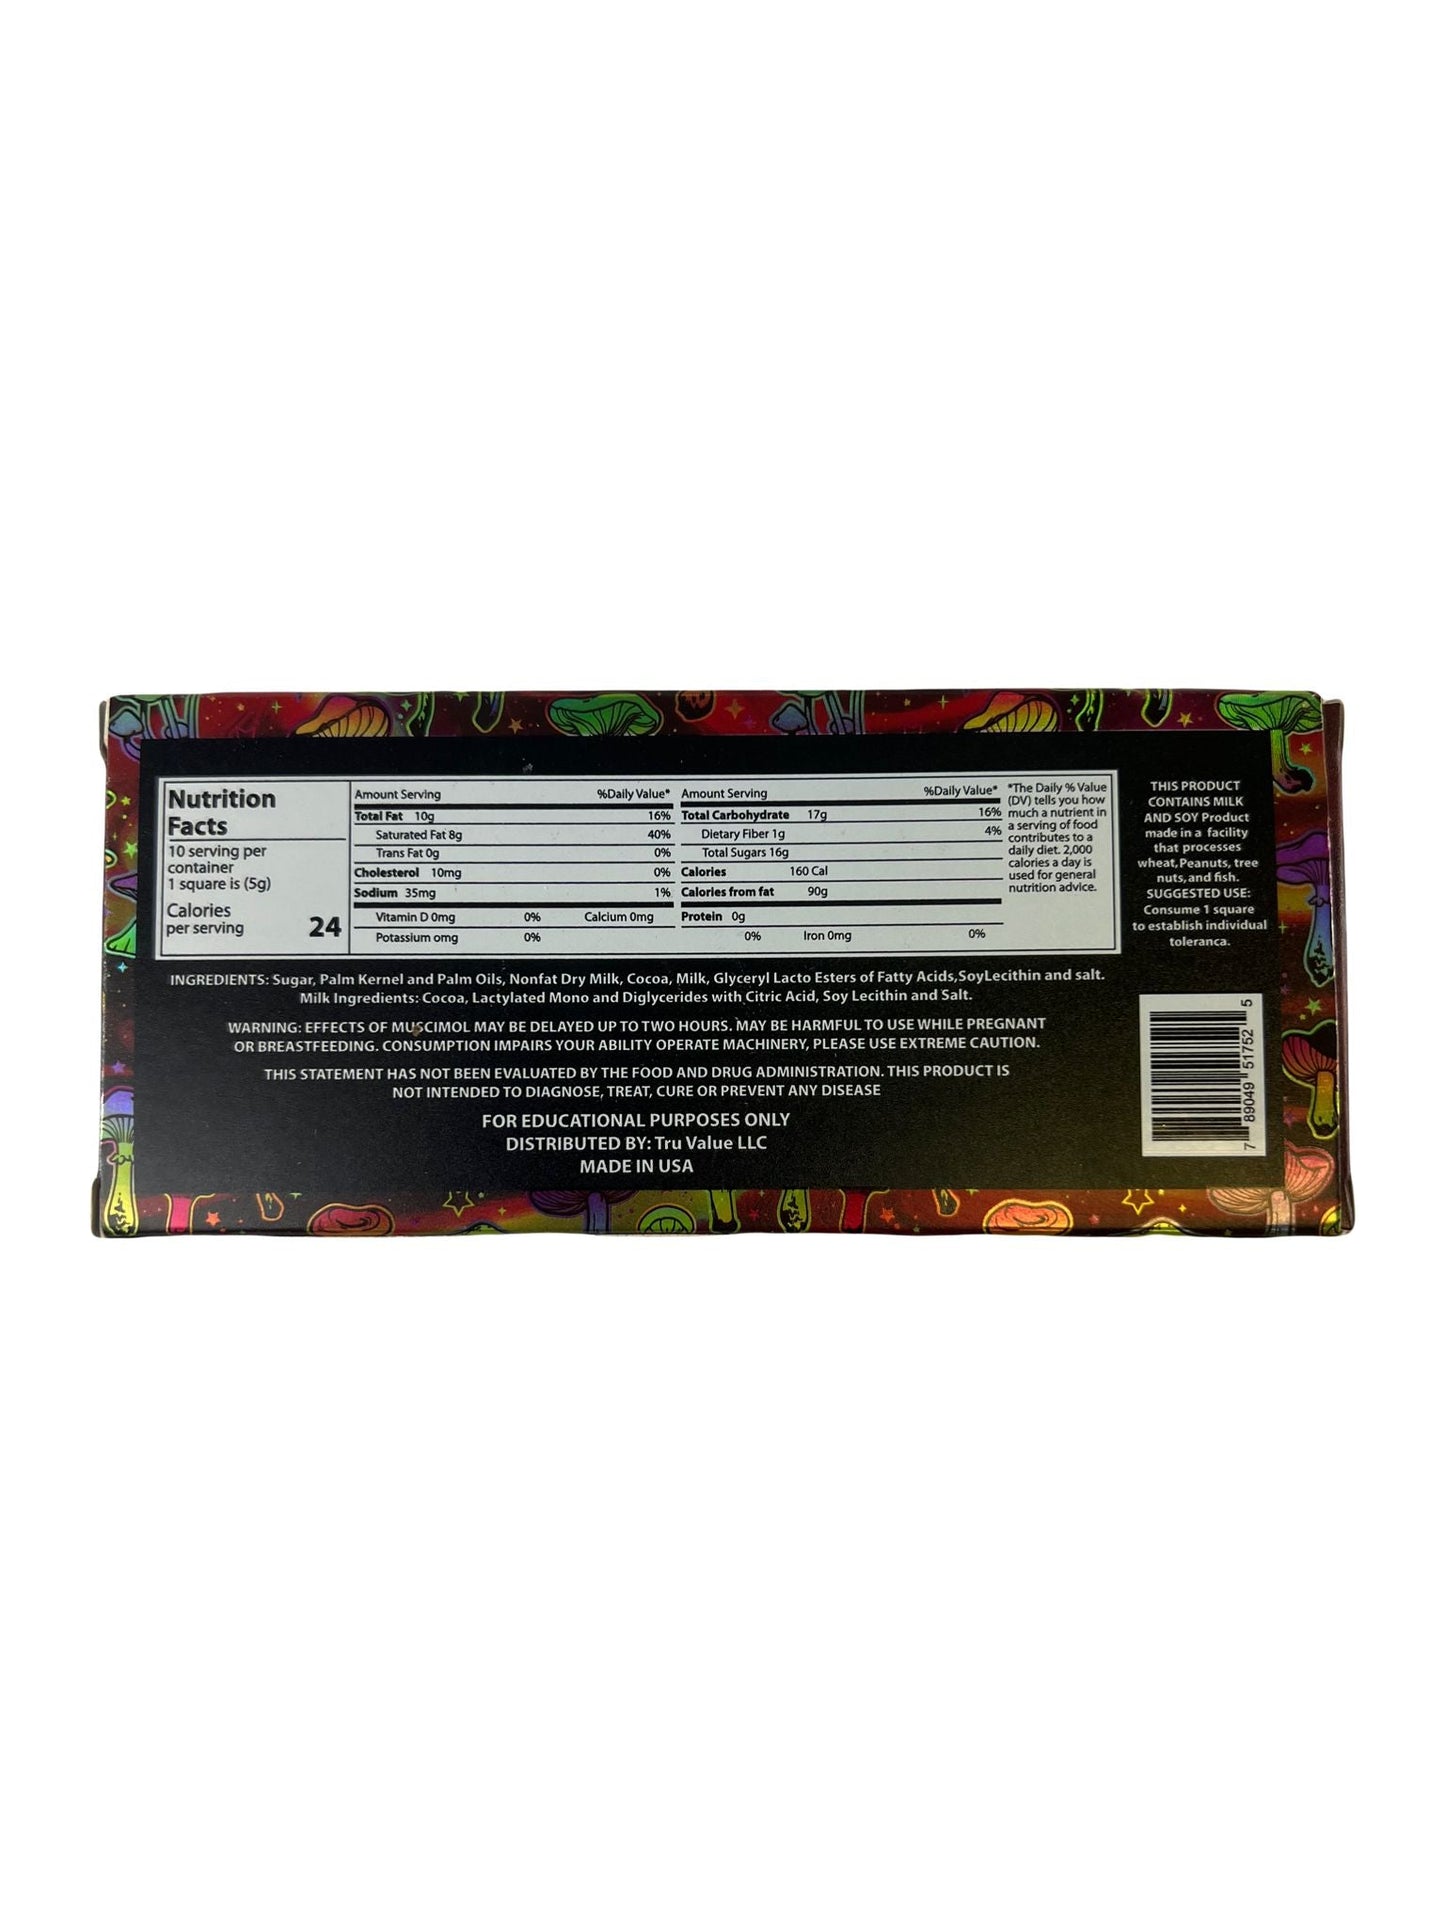 Nutrition
Facts
10 serving per
container
1 square is (5g)
Calories
per serving 24
Amount Serving %Daily Value*
Total Fat 10g 16%
Saturated Fat 8g 40%
Trans Fat 0g 0%
Cholesterol 10mg 0%
Sodium 35mg 1%
Vitamin D 0mg 0% Calcium 0mg
Potassium omg 0%
Amount Serving %Daily Value*
Total Carbohydrate 17g 16%
Dietary Fiber 1g 4%
Total Sugars 16g
Calories 160 Cal
Calories from fat 90g
Protein 0g
0% Iron 0mg 0%
*The Daily % Value
(DV) tells you how
much a nutrient in
a serving of food
contributes to a
daily diet. 2,000
calories a day is
used for general
nutrition advice.
THIS PRODUCT
CONTAINS MILK
AND SOY Product
made in a facility
that processes
wheat,Peanuts, tree
nuts,and fish.
SUGGESTED USE:
Consume 1 square
to establish individual
toleranca.
INGREDIENTS: Sugar, Palm Kernel and Palm Oils, Nonfat Dry Milk, Cocoa, Milk, Glyceryl Lacto Esters of Fatty Acids,SoyLecithin and salt.
Milk Ingredients: Cocoa, Lactylated Mono and Diglycerides with Citric Acid, Soy Lecithin and Salt.
WARNING: EFFECTS OF MUSCIMOL MAY BE DELAYED UP TO TWO HOURS. MAY BE HARMFUL TO USE WHILE PREGNANT
OR BREASTFEEDING. CONSUMPTION IMPAIRS YOUR ABILITY OPERATE MACHINERY, PLEASE USE EXTREME CAUTION.
THIS STATEMENT HAS NOT BEEN EVALUATED BY THE FOOD AND DRUG ADMINISTRATION. THIS PRODUCT IS
NOT INTENDED TO DIAGNOSE, TREAT, CURE OR PREVENT ANY DISEASE
FOR EDUCATIONAL PURPOSES ONLY
DISTRIBUTED BY: Tru Value LLC
MADE IN USA
7 89049 51752 5